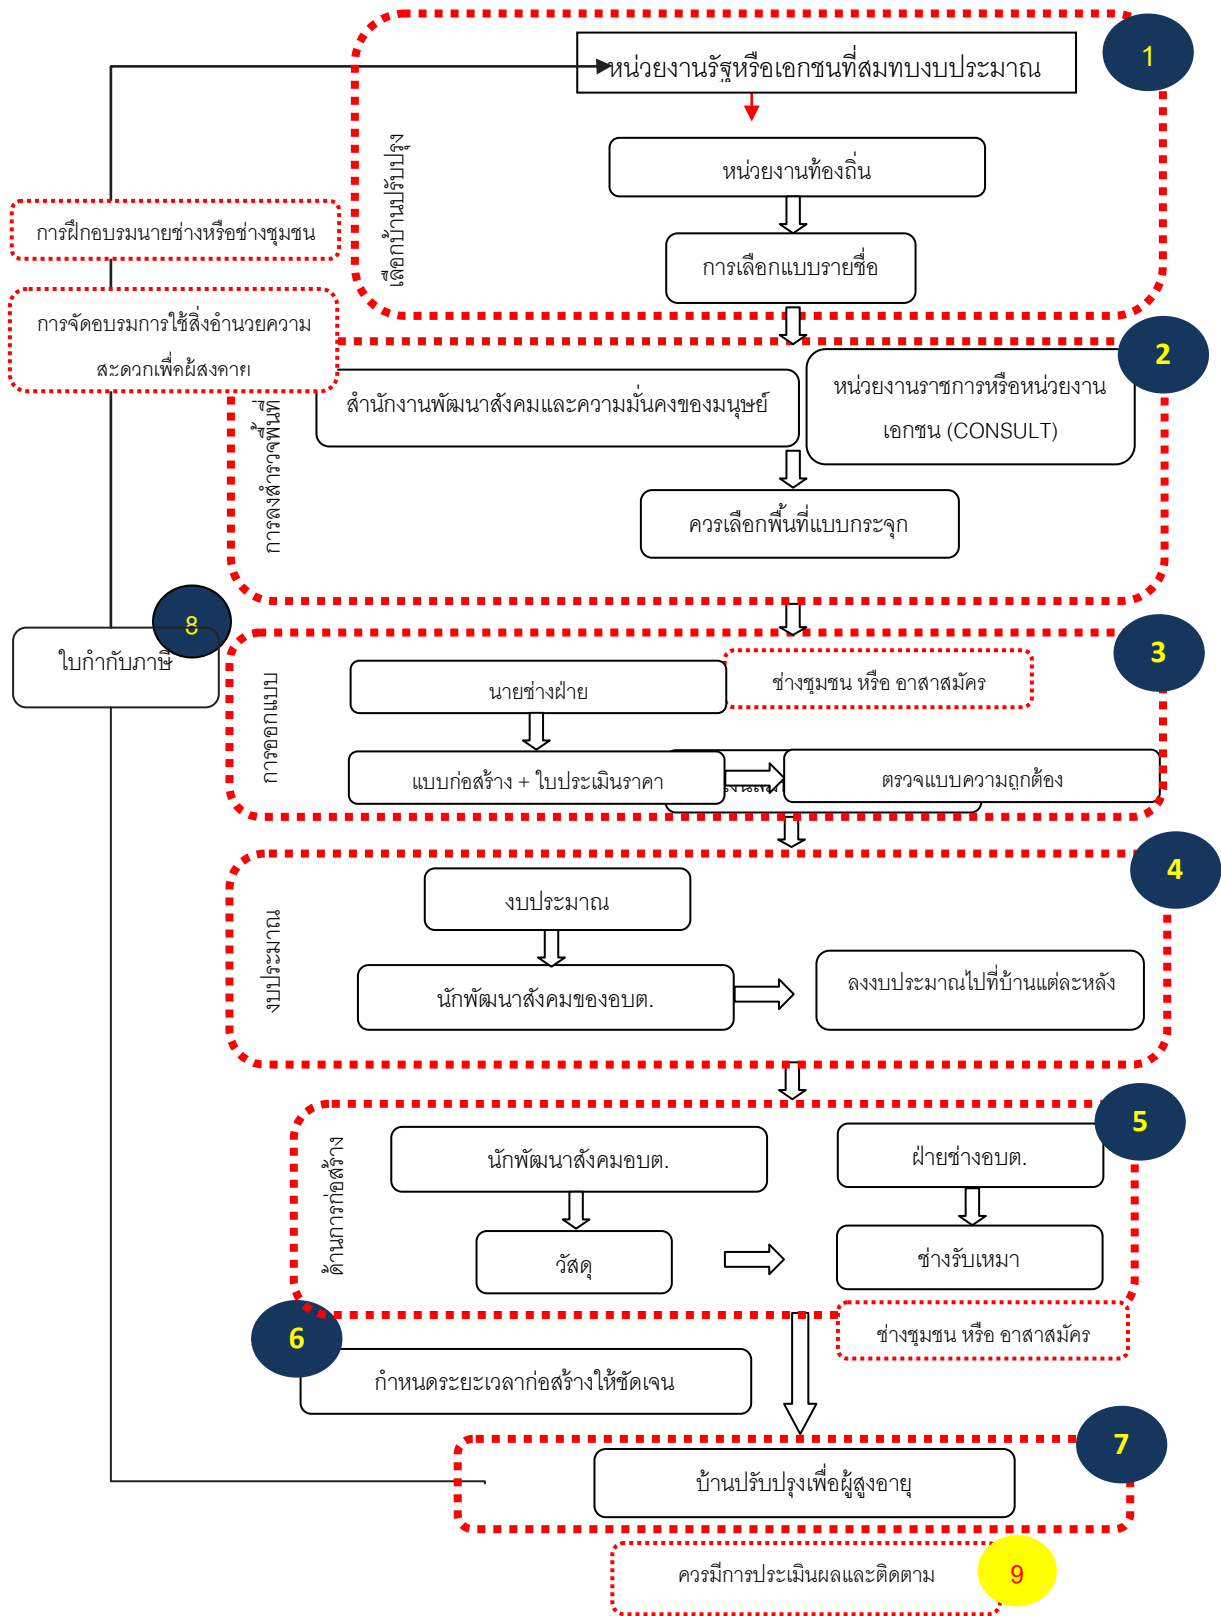 1
หน่วยงานรัฐหรือเอกชนที่สมทบงบประมาณ
หน่วยงานท้องถิ่น
การเลือกแบบรายชื่อ
เลือกบ้านปรับปรุง
การฝึกอบรมนายช่างหรือช่างชุมชน
การจัดอบรมการใช้สิ่งอำนวยความ
สะดวกเพื่อผู้สูงอายุ
2
สำนักงานพัฒนาสังคมและความมั่นคงของมนุษย์
หน่วยงานราชการหรือหน่วยงาน
เอกชน (CONSULT)
ควรเลือกพื้นที่แบบกระจุก
การลงสำรวจพื้นที่
8
ใบกำกับภาษี
3
นายช่างฝ่าย
ช่างชุมชน หรือ อาสาสมัคร
แบบก่อสร้าง + ใบประเมินราคา
ตรวจแบบความถูกต้อง
การออกแบบ
4
งบประมาณ
นักพัฒนาสังคมของอบต.
ลงงบประมาณไปที่บ้านแต่ละหลัง
งบประมาณ
5
นักพัฒนาสังคมอบต.
ฝ่ายช่างอบต.
วัสดุ
ช่างรับเหมา
ด้านการก่อสร้าง
ช่างชุมชน หรือ อาสาสมัคร
6
กำหนดระยะเวลาก่อสร้างให้ชัดเจน
7
บ้านปรับปรุงเพื่อผู้สูงอายุ
ควรมีการประเมินผลและติดตาม
9